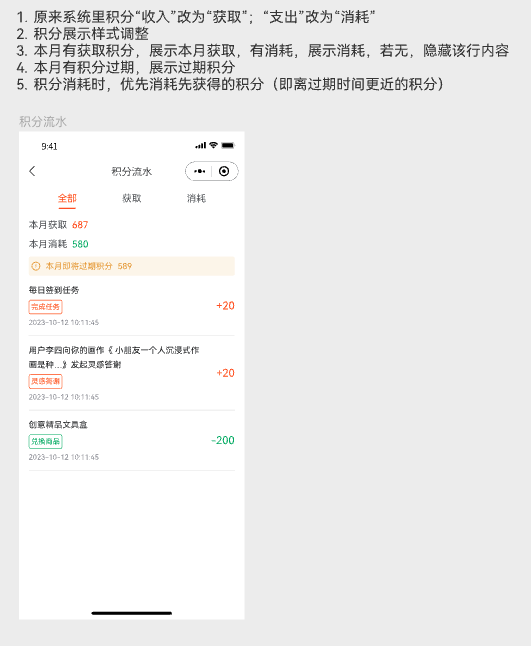 1. 原来系统里积分“收入”改为“获取”；“支出”改为“消耗”
2. 积分展示样式调整
3. 本月有获取积分，展示本月获取，有消耗，展示消耗，若无，隐藏该行内容
4. 本月有积分过期，展示过期积分
5. 积分消耗时，优先消耗先获得的积分（即离过期时间更近的积分）
积分流水
9:41
积分流水
全部 获取 消耗
本月获取 687
本月消耗 580
本月即将过期积分 589
每日签到任务
完成任务
+20
2023-10-12 10:11:45
用户李四向你的画作《 小朋友一个人沉浸式作
画是种...》发起灵感答谢
灵感答谢
+20
2023-10-12 10:11:45
创意精品文具盒
兑换商品
-200
2023-10-12 10:11:45